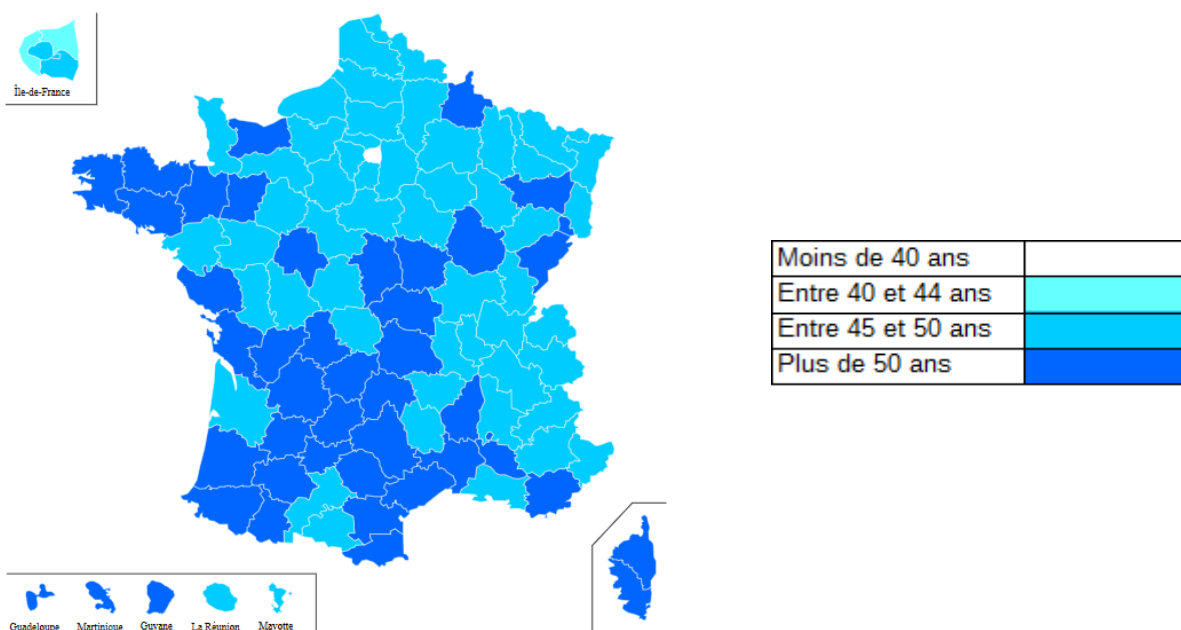 Île-de-France
Moins de 40 ans
Entre 40 et 44 ans
Entre 45 et 50 ans
Plus de 50 ans
Guadeloupe
Martinique
Guyane
La Réunion
Mayotte